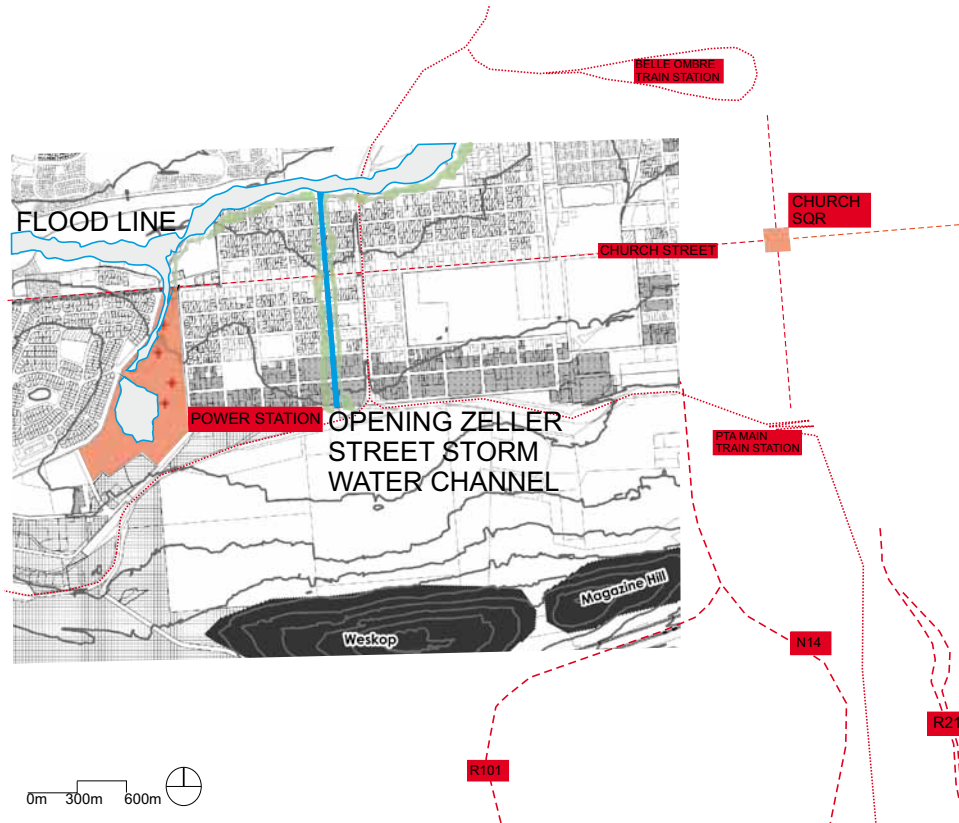 BELLE OMBRE
TRAIN STATION
CHURCH
SQR
FLOOD LINE
CHURCH STREET
POWER STATION
OPENING ZELLER
STREET STORM
WATER CHANNEL
PTA MAIN
TRAIN STATION
Magazine Hill
Weskop
N14
R21
R101
0m 300m 600m